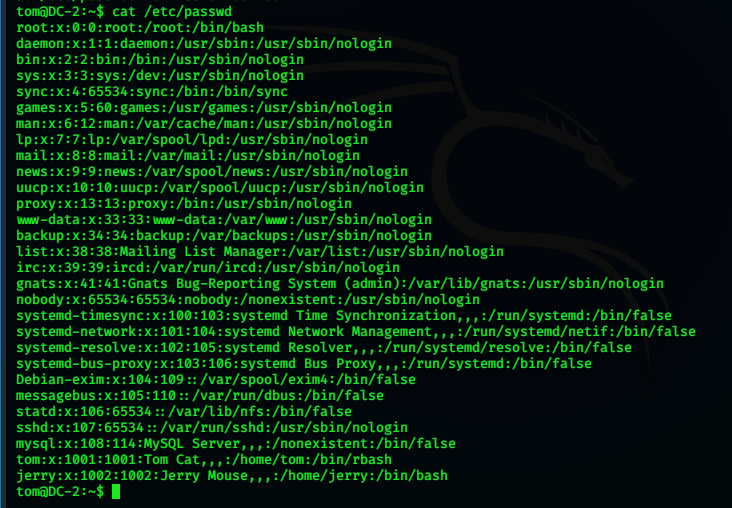 tom@DC-2:~$ cat /etc/passwd
root:x:0:0:root:/root:/bin/bash
daemon:x:1:1:daemon:/usr/sbin:/usr/sbin/nologin
bin:x:2:2:bin:/bin:/usr/sbin/nologin
sys:x:3:3:sys:/dev:/usr/sbin/nologin
sync:x:4:65534:sync:/bin:/bin/sync
games:x:5:60:games:/usr/games:/usr/sbin/nologin
man:x:6:12:man:/var/cache/man:/usr/sbin/nologin
lp:x:7:7:lp:/var/spool/lpd:/usr/sbin/nologin
mail:x:8:8:mail:/var/mail:/usr/sbin/nologin
news:x:9:9:news:/var/spool/news:/usr/sbin/nologin
uucp:x:10:10:uucp:/var/spool/uucp:/usr/sbin/nologin
proxy:x:13:13:proxy:/bin:/usr/sbin/nologin
www-data:x:33:33:www-data:/var/www:/usr/sbin/nologin
backup:x:34:34:backup:/var/backups:/usr/sbin/nologin
list:x:38:38:Mailing List Manager:/var/list:/usr/sbin/nologin
irc:x:39:39:ircd:/var/run/ircd:/usr/sbin/nologin
gnats:x:41:41:Gnats Bug-Reporting System (admin):/var/lib/gnats:/usr/sbin/nologin
nobody:x:65534:65534:nobody:/nonexistent:/usr/sbin/nologin
systemd-timesync:x:100:103:systemd Time Synchronization,,,:/run/systemd:/bin/false
systemd-network:x:101:104:systemd Network Management,,,:/run/systemd/netif:/bin/false
systemd-resolve:x:102:105:systemd Resolver,,,:/run/systemd/resolve:/bin/false
systemd-bus-proxy:x:103:106:systemd Bus Proxy,,,:/run/systemd:/bin/false
Debian-exim:x:104:109::/var/spool/exim4:/bin/false
messagebus:x:105:110::/var/run/dbus:/bin/false
statd:x:106:65534::/var/lib/nfs:/bin/false
sshd:x:107:65534::/var/run/sshd:/usr/sbin/nologin
mysql:x:108:114:MySQL Server,,,:/nonexistent:/bin/false
tom:x:1001:1001:Tom Cat,,,:/home/tom:/bin/rbash
jerry:x:1002:1002:Jerry Mouse,,,:/home/jerry:/bin/bash
tom@DC-2:~$